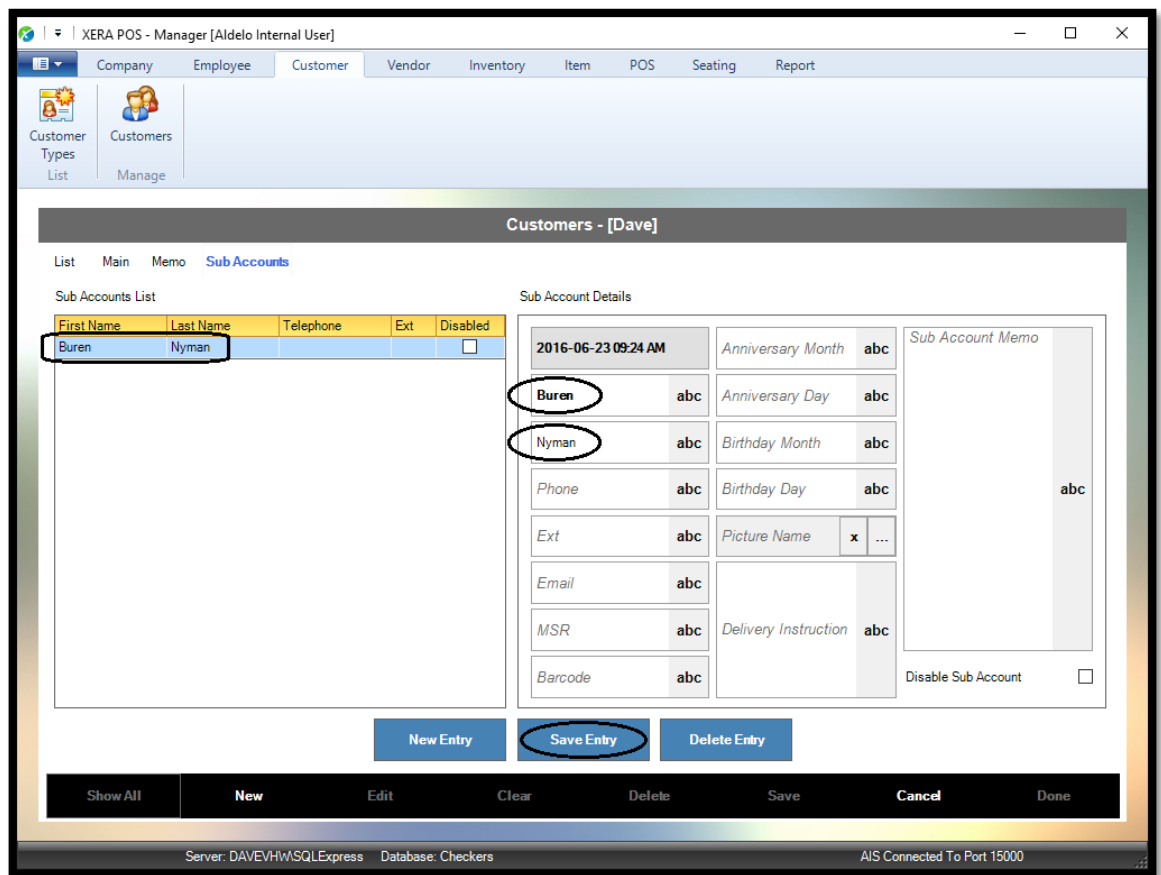 XERA POS - Manager [Aldelo Internal User]
Company Employee Customer Vendor Inventory Item POS Seating Report
Customer Types
Customers
List Manage
Customers - [Dave]
List Main Memo Sub Accounts
Sub Accounts List
First Name Last Name Telephone Ext Disabled
Buren Nyman
Sub Account Details
2016-06-23 09:24 AM
Buren abc
Nyman abc
Phone abc
Ext abc
Email abc
MSR abc
Barcode abc
Anniversary Month abc
Anniversary Day abc
Birthday Month abc
Birthday Day abc
Picture Name x ...
Delivery Instruction abc
Sub Account Memo
abc
Disable Sub Account
New Entry Save Entry Delete Entry
Show All New Edit Clear Delete Save Cancel Done
Server: DAVEVHW\SQLExpress Database: Checkers AIS Connected To Port 15000